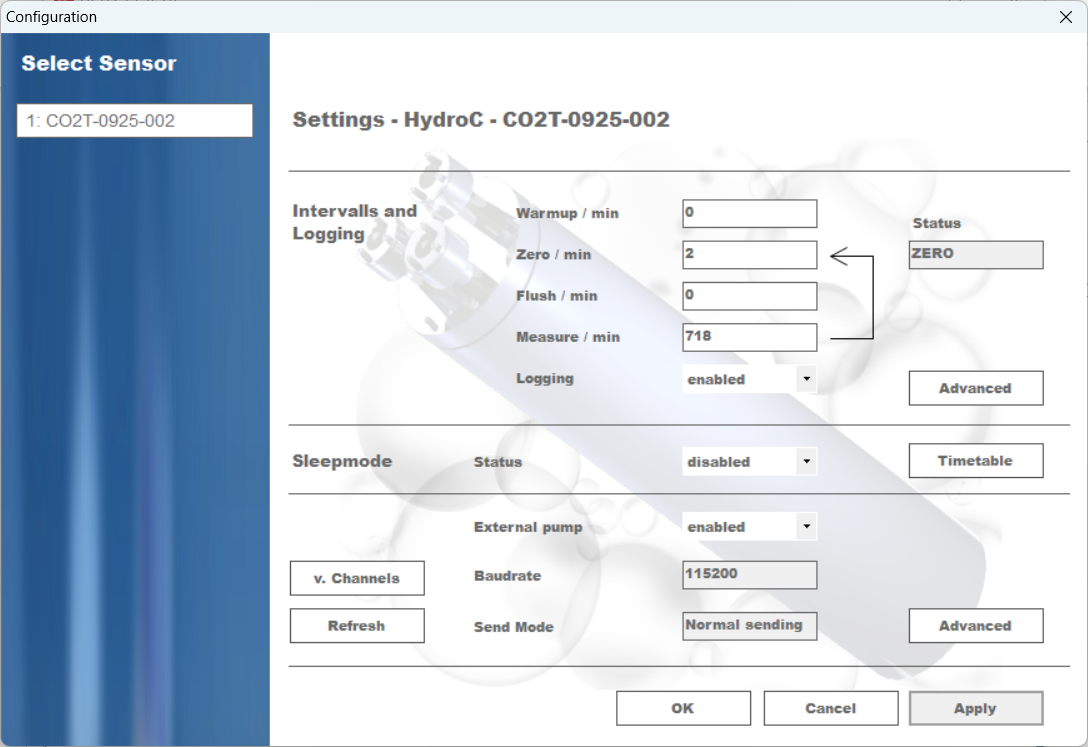 Configuration
Select Sensor
1: CO2T-0925-002
Settings - HydroC - CO2T-0925-002
Intervalls and
Logging
Warmup / min
0
Zero / min
2
Flush / min
0
Measure / min
718
Logging
enabled
Status
ZERO
Advanced
Sleepmode
Status
disabled
Timetable
External pump
enabled
v. Channels
Baudrate
115200
Refresh
Send Mode
Normal sending
Advanced
OK
Cancel
Apply